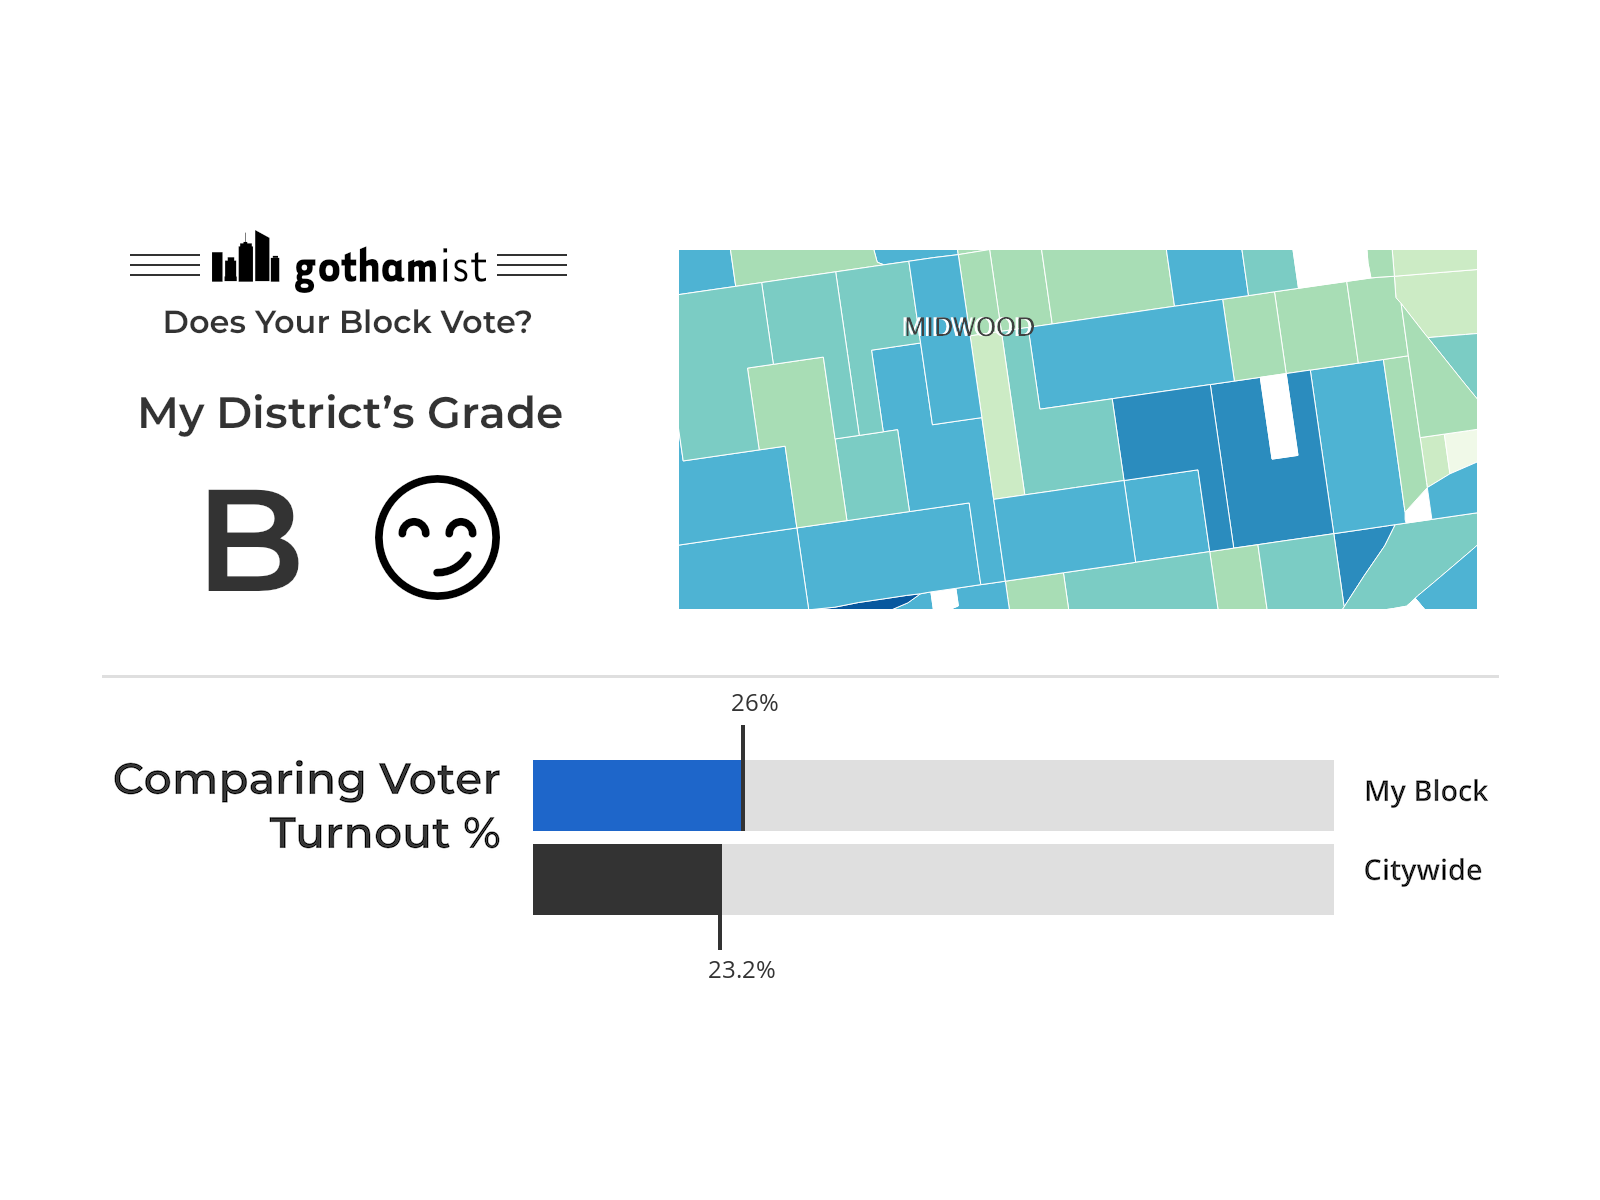 gothamist
Does Your Block Vote?
My District’s Grade
B
MIDWOOD
26%
Comparing Voter
Turnout %
My Block
Citywide
23.2%